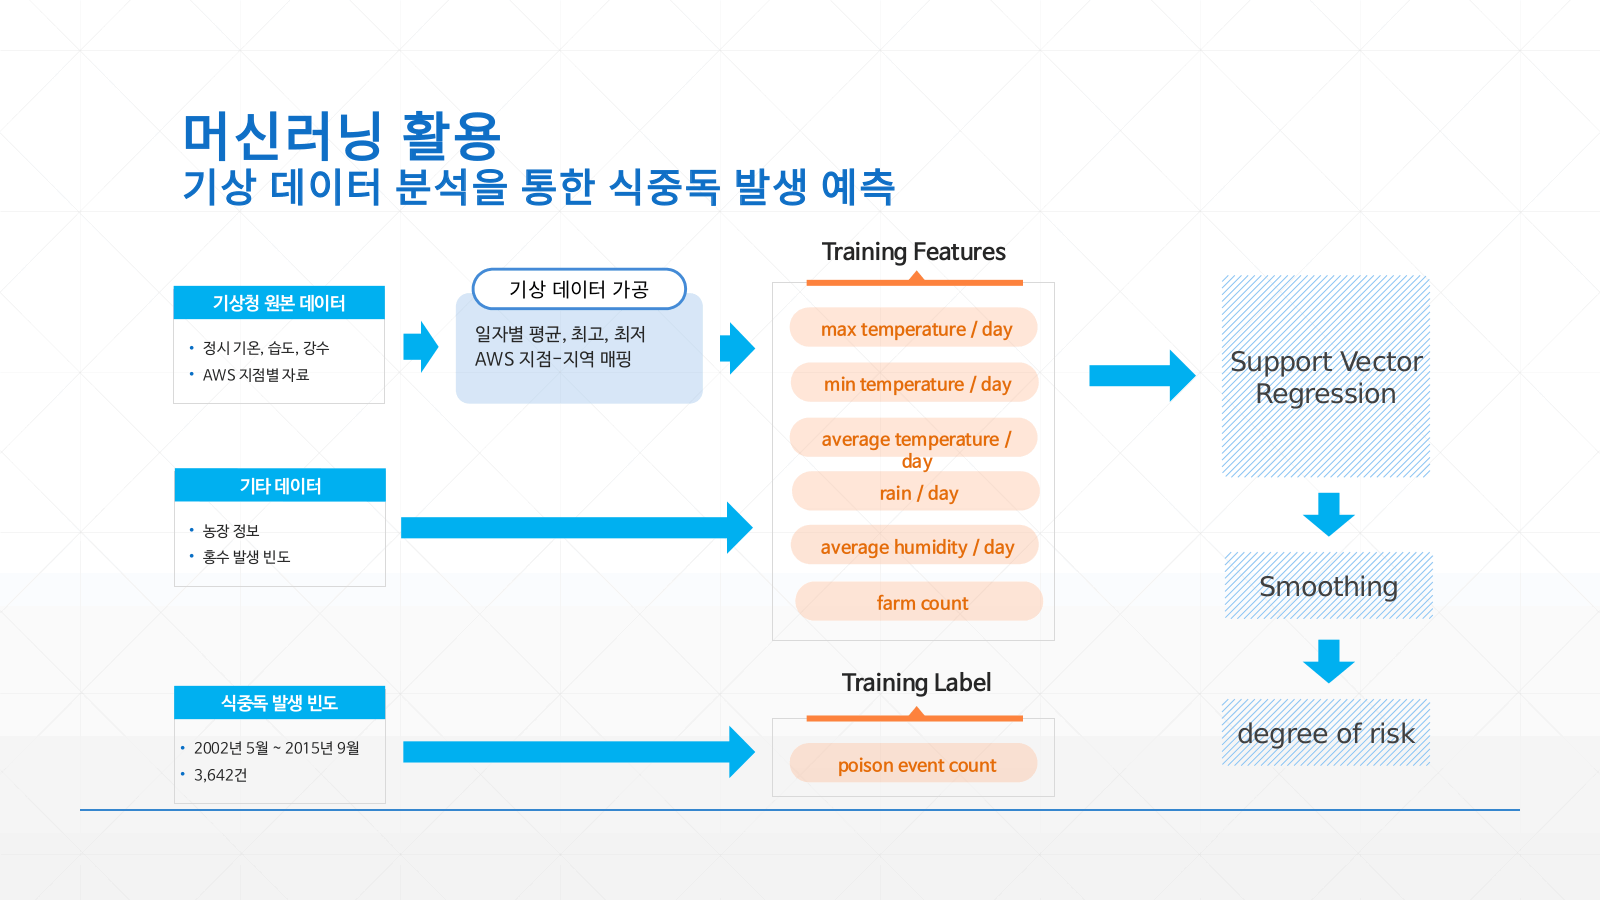 머신러닝 활용
기상 데이터 분석을 통한 식중독 발생 예측
기상청 원본 데이터
• 정시 기온, 습도, 강수
• AWS 지점별 자료
기상 데이터 가공
일자별 평균, 최고, 최저
AWS 지점-지역 매핑
기타 데이터
• 농장 정보
• 홍수 발생 빈도
식중독 발생 빈도
• 2002년 5월 ~ 2015년 9월
• 3,642건
Training Features
max temperature / day
min temperature / day
average temperature /
day
rain / day
average humidity / day
farm count
Training Label
poison event count
Support Vector
Regression
Smoothing
degree of risk